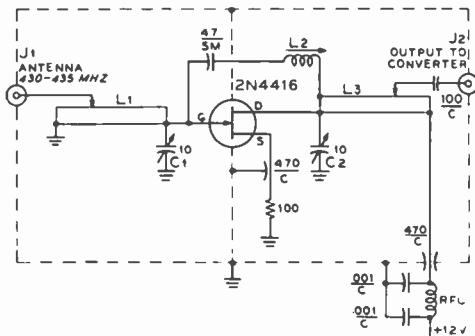 J1
ANTENNA
430-435 MHZ
L1
10
C1
47
SM
L2
2N4416
G
D
S
470
C
100
10
C2
L3
J2
OUTPUT TO
CONVERTER
100
C
470
C
.001
C
.001
C
RFC
+12V